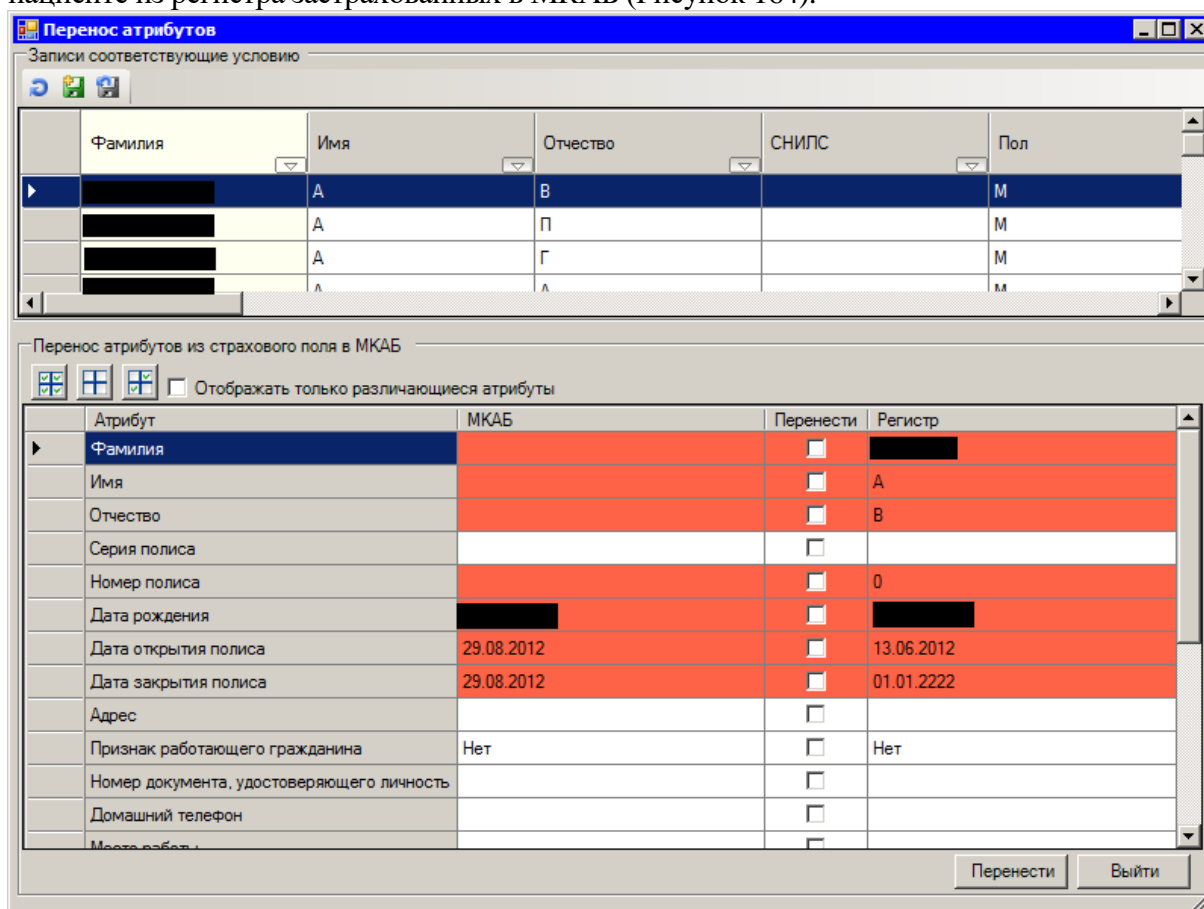 пациенте из регистра застрахованных в МКАБ (Рисунок 164).
Перенос атрибутов
Записи соответствующие условию
Фамилия Имя Отчество СНИЛС Пол
А В М
А П М
А Г М
А А М
Перенос атрибутов из страхового поля в МКАБ
Отображать только различающиеся атрибуты
Атрибут МКАБ Перенести Регистр
Фамилия
Имя А
Отчество В
Серия полиса
Номер полиса 0
Дата рождения
Дата открытия полиса 29.08.2012 13.06.2012
Дата закрытия полиса 29.08.2012 01.01.2222
Адрес
Признак работающего гражданина Нет Нет
Номер документа, удостоверяющего личность
Домашний телефон
Место работы
Перенести Выйти